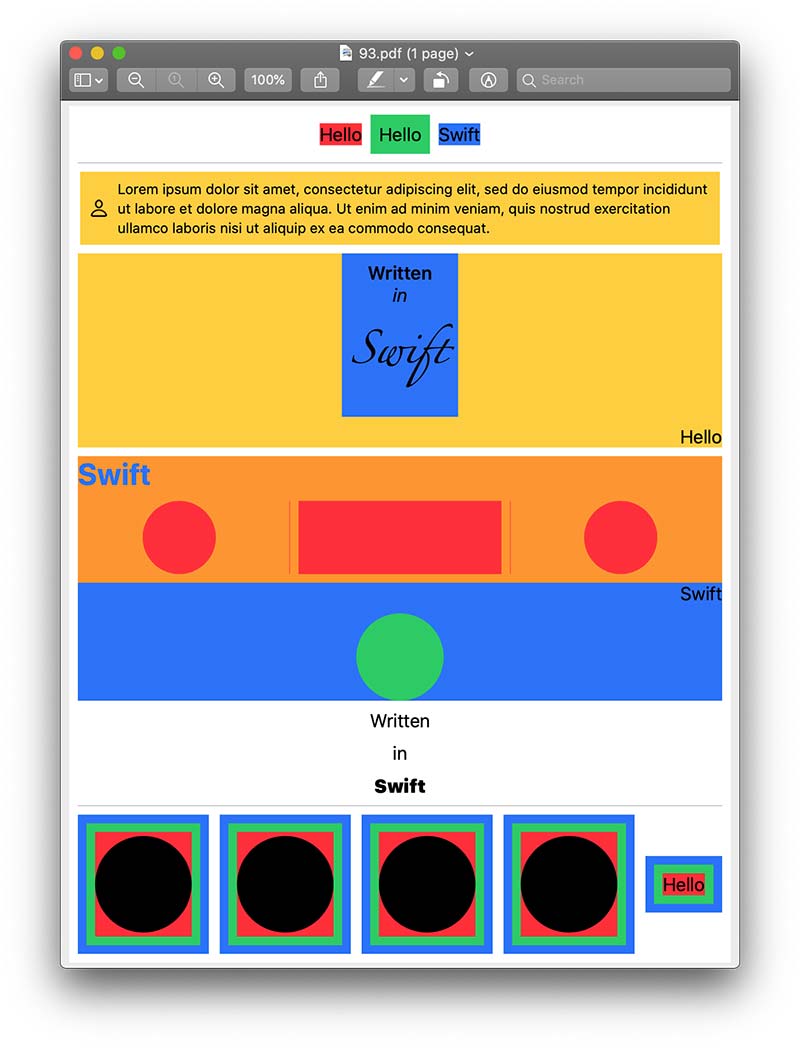 93.pdf (1 page)
100%
Search
Hello Hello Swift
Lorem ipsum dolor sit amet, consectetur adipiscing elit, sed do eiusmod tempor incididunt
ut labore et dolore magna aliqua. Ut enim ad minim veniam, quis nostrud exercitation
ullamco laboris nisi ut aliquip ex ea commodo consequat.
Written
in
Swift
Hello
Swift
Swift
Written
in
Swift
Hello